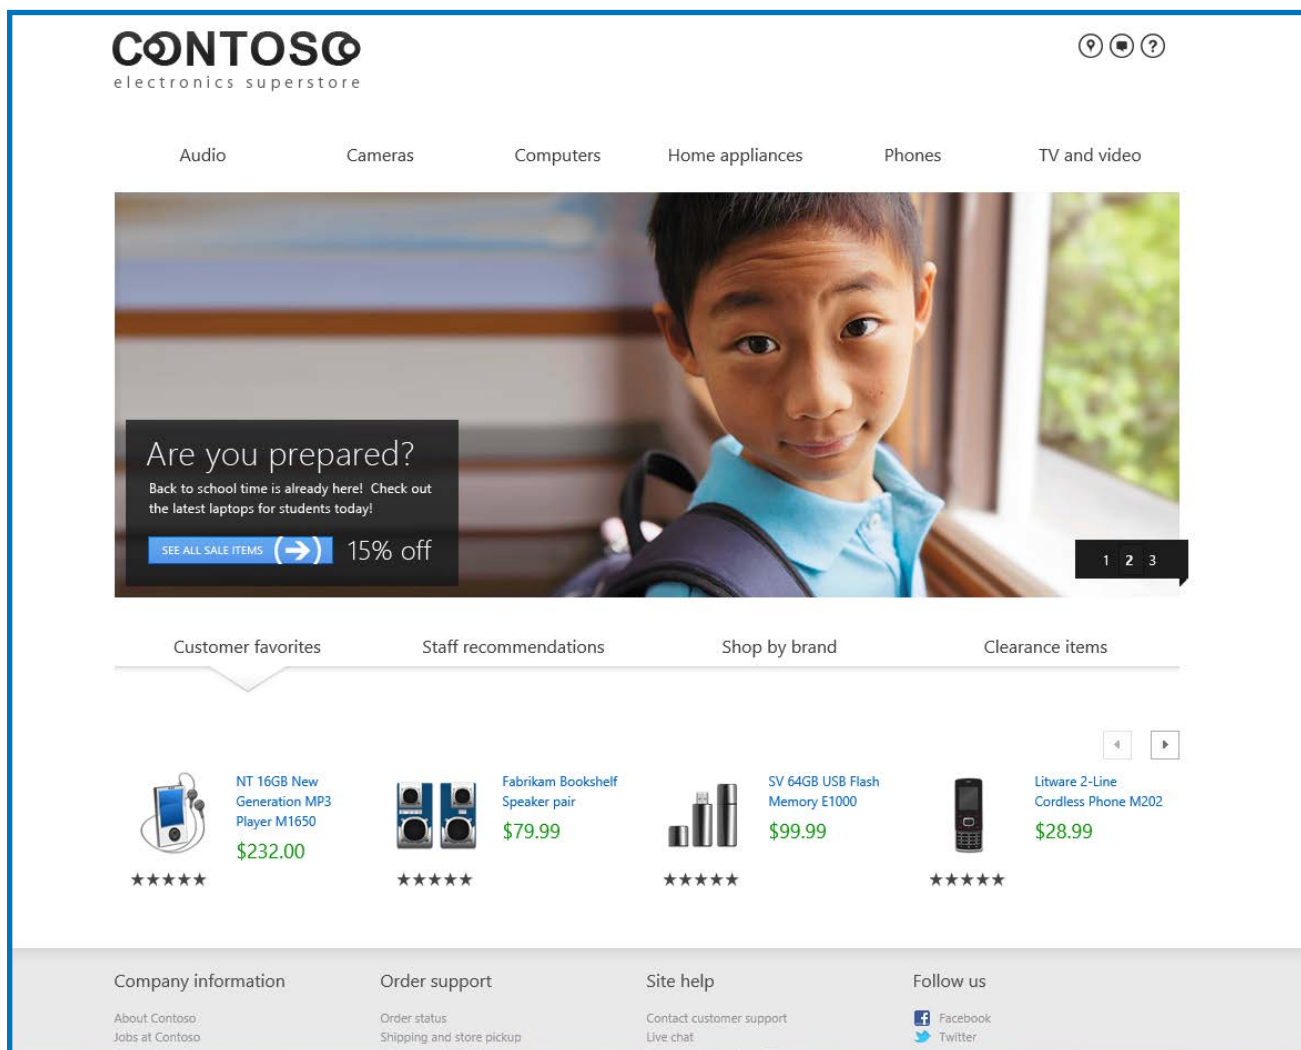 CONTOSO
electronics superstore
?
Audio Cameras Computers Home appliances Phones TV and video
Are you prepared?
Back to school time is already here! Check out
the latest laptops for students today!
SEE ALL SALE ITEMS 15% off
1 2 3
Customer favorites Staff recommendations Shop by brand Clearance items
NT 16GB New
Generation MP3
Player M1650
$232.00
Fabrikam Bookshelf
Speaker pair
$79.99
SV 64GB USB Flash
Memory E1000
$99.99
Litware 2-Line
Cordless Phone M202
$28.99
Company information
About Contoso
Jobs at Contoso
Order support
Order status
Shipping and store pickup
Site help
Contact customer support
Live chat
Follow us
Facebook
Twitter